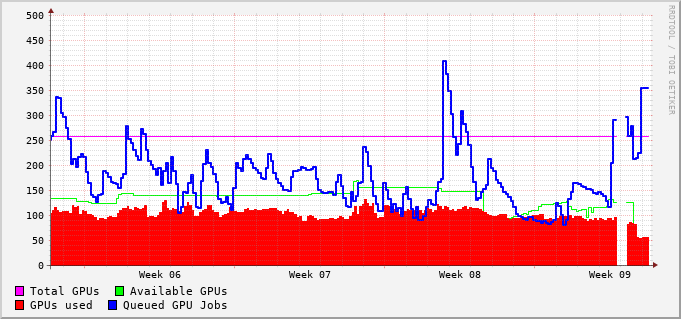 500
450
400
350
300
250
200
150
100
50
0
Week 06 Week 07 Week 08 Week 09
Total GPUs Available GPUs
GPUs used Queued GPU Jobs
RRDTOOL / TOBI OETIKER